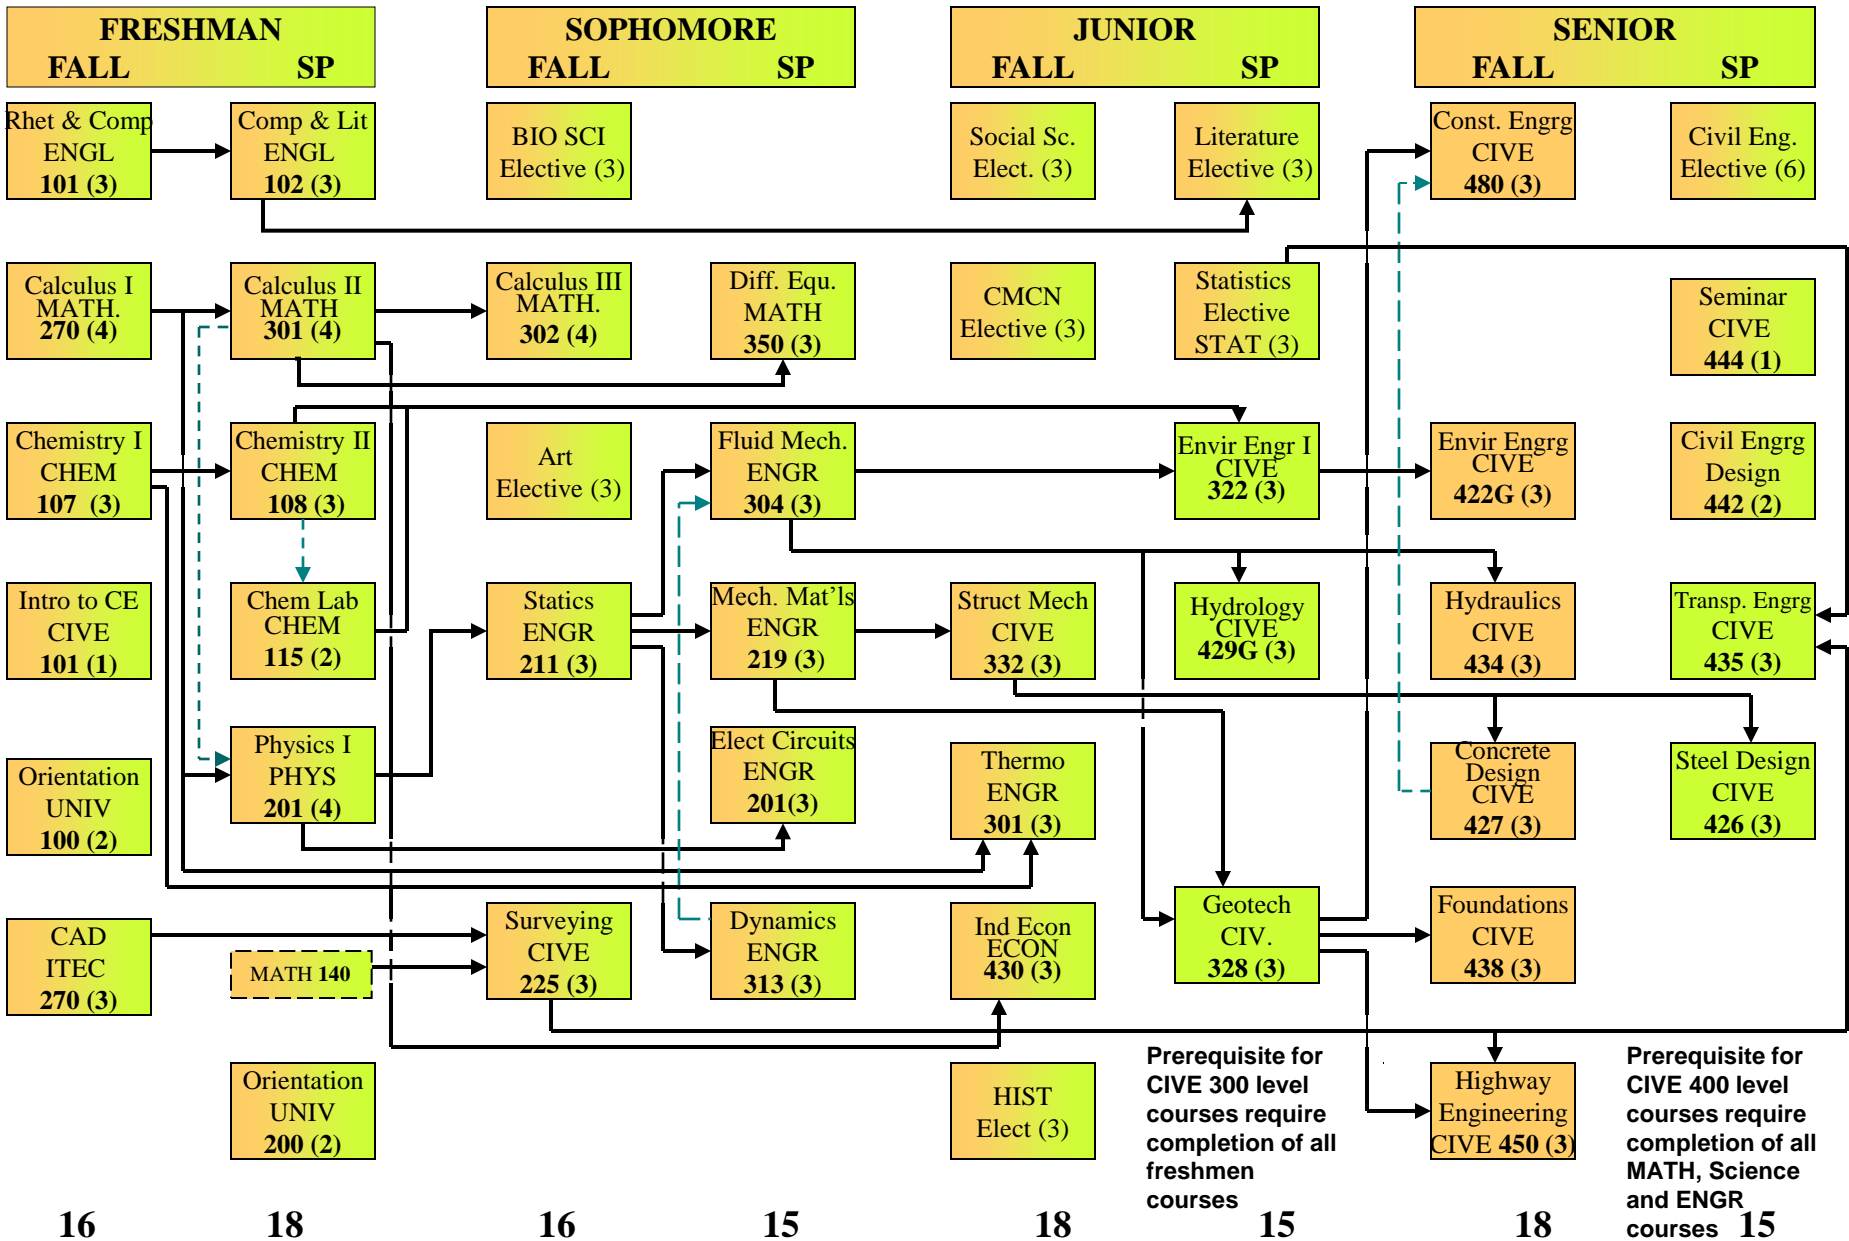 FRESHMAN
FALL SP
SOPHOMORE
FALL SP
JUNIOR
FALL SP
SENIOR
FALL SP
Rhet & Comp
ENGL
101 (3)
Comp & Lit
ENGL
102 (3)
BIO SCI
Elective (3)
Social Sc.
Elect. (3)
Literature
Elective (3)
Const. Engrg
CIVE
480 (3)
Civil Eng.
Elective (6)
Calculus I
MATH.
270 (4)
Calculus II
MATH
301 (4)
Calculus III
MATH.
302 (4)
Diff. Equ.
MATH
350 (3)
CMCN
Elective (3)
Statistics
Elective
STAT (3)
Seminar
CIVE
444 (1)
Chemistry I
CHEM
107 (3)
Chemistry II
CHEM
108 (3)
Art
Elective (3)
Fluid Mech.
ENGR
304 (3)
Envir Engr I
CIVE
322 (3)
Envir Engrg
CIVE
422G (3)
Civil Engrg
Design
442 (2)
Intro to CE
CIVE
101 (1)
Chem Lab
CHEM
115 (2)
Statics
ENGR
211 (3)
Mech. Mat’ls
ENGR
219 (3)
Struct Mech
CIVE
332 (3)
Hydrology
CIVE
429G (3)
Hydraulics
CIVE
434 (3)
Transp. Engrg
CIVE
435 (3)
Orientation
UNIV
100 (2)
Physics I
PHYS
201 (4)
Elect Circuits
ENGR
201(3)
Thermo
ENGR
301 (3)
Concrete
Design
CIVE
427 (3)
Steel Design
CIVE
426 (3)
CAD
ITEC
270 (3)
MATH 140
Surveying
CIVE
225 (3)
Dynamics
ENGR
313 (3)
Ind Econ
ECON
430 (3)
Geotech
CIV.
328 (3)
Foundations
CIVE
438 (3)
Orientation
UNIV
200 (2)
HIST
Elect (3)
Prerequisite for
CIVE 300 level
courses require
completion of all
freshmen
courses
Highway
Engineering
CIVE 450 (3)
Prerequisite for
CIVE 400 level
courses require
completion of all
MATH, Science
and ENGR
courses
16 18 16 15 18 15 18 15